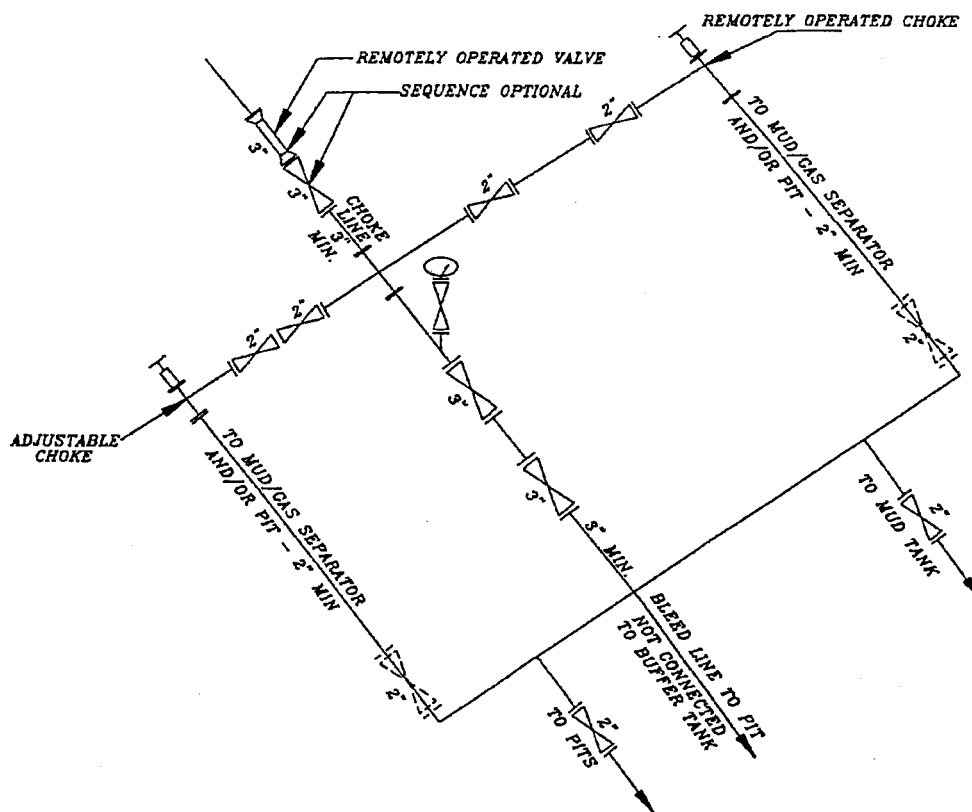 REMOTELY OPERATED CHOKE
REMOTELY OPERATED VALVE
SEQUENCE OPTIONAL
3"
3"
CHOKE
LINE
3"
MIN.
2"
2"
2"
2"
TO MUD/GAS SEPARATOR
AND/OR PIT - 2" MIN
2"
ADJUSTABLE
CHOKE
TO MUD/GAS SEPARATOR
AND/OR PIT - 2" MIN
2"
3"
3"
3" MIN.
BLEED LINE TO PIT
NOT CONNECTED
TO BUFFER TANK
2"
TO MUD TANK
2"
TO PITS